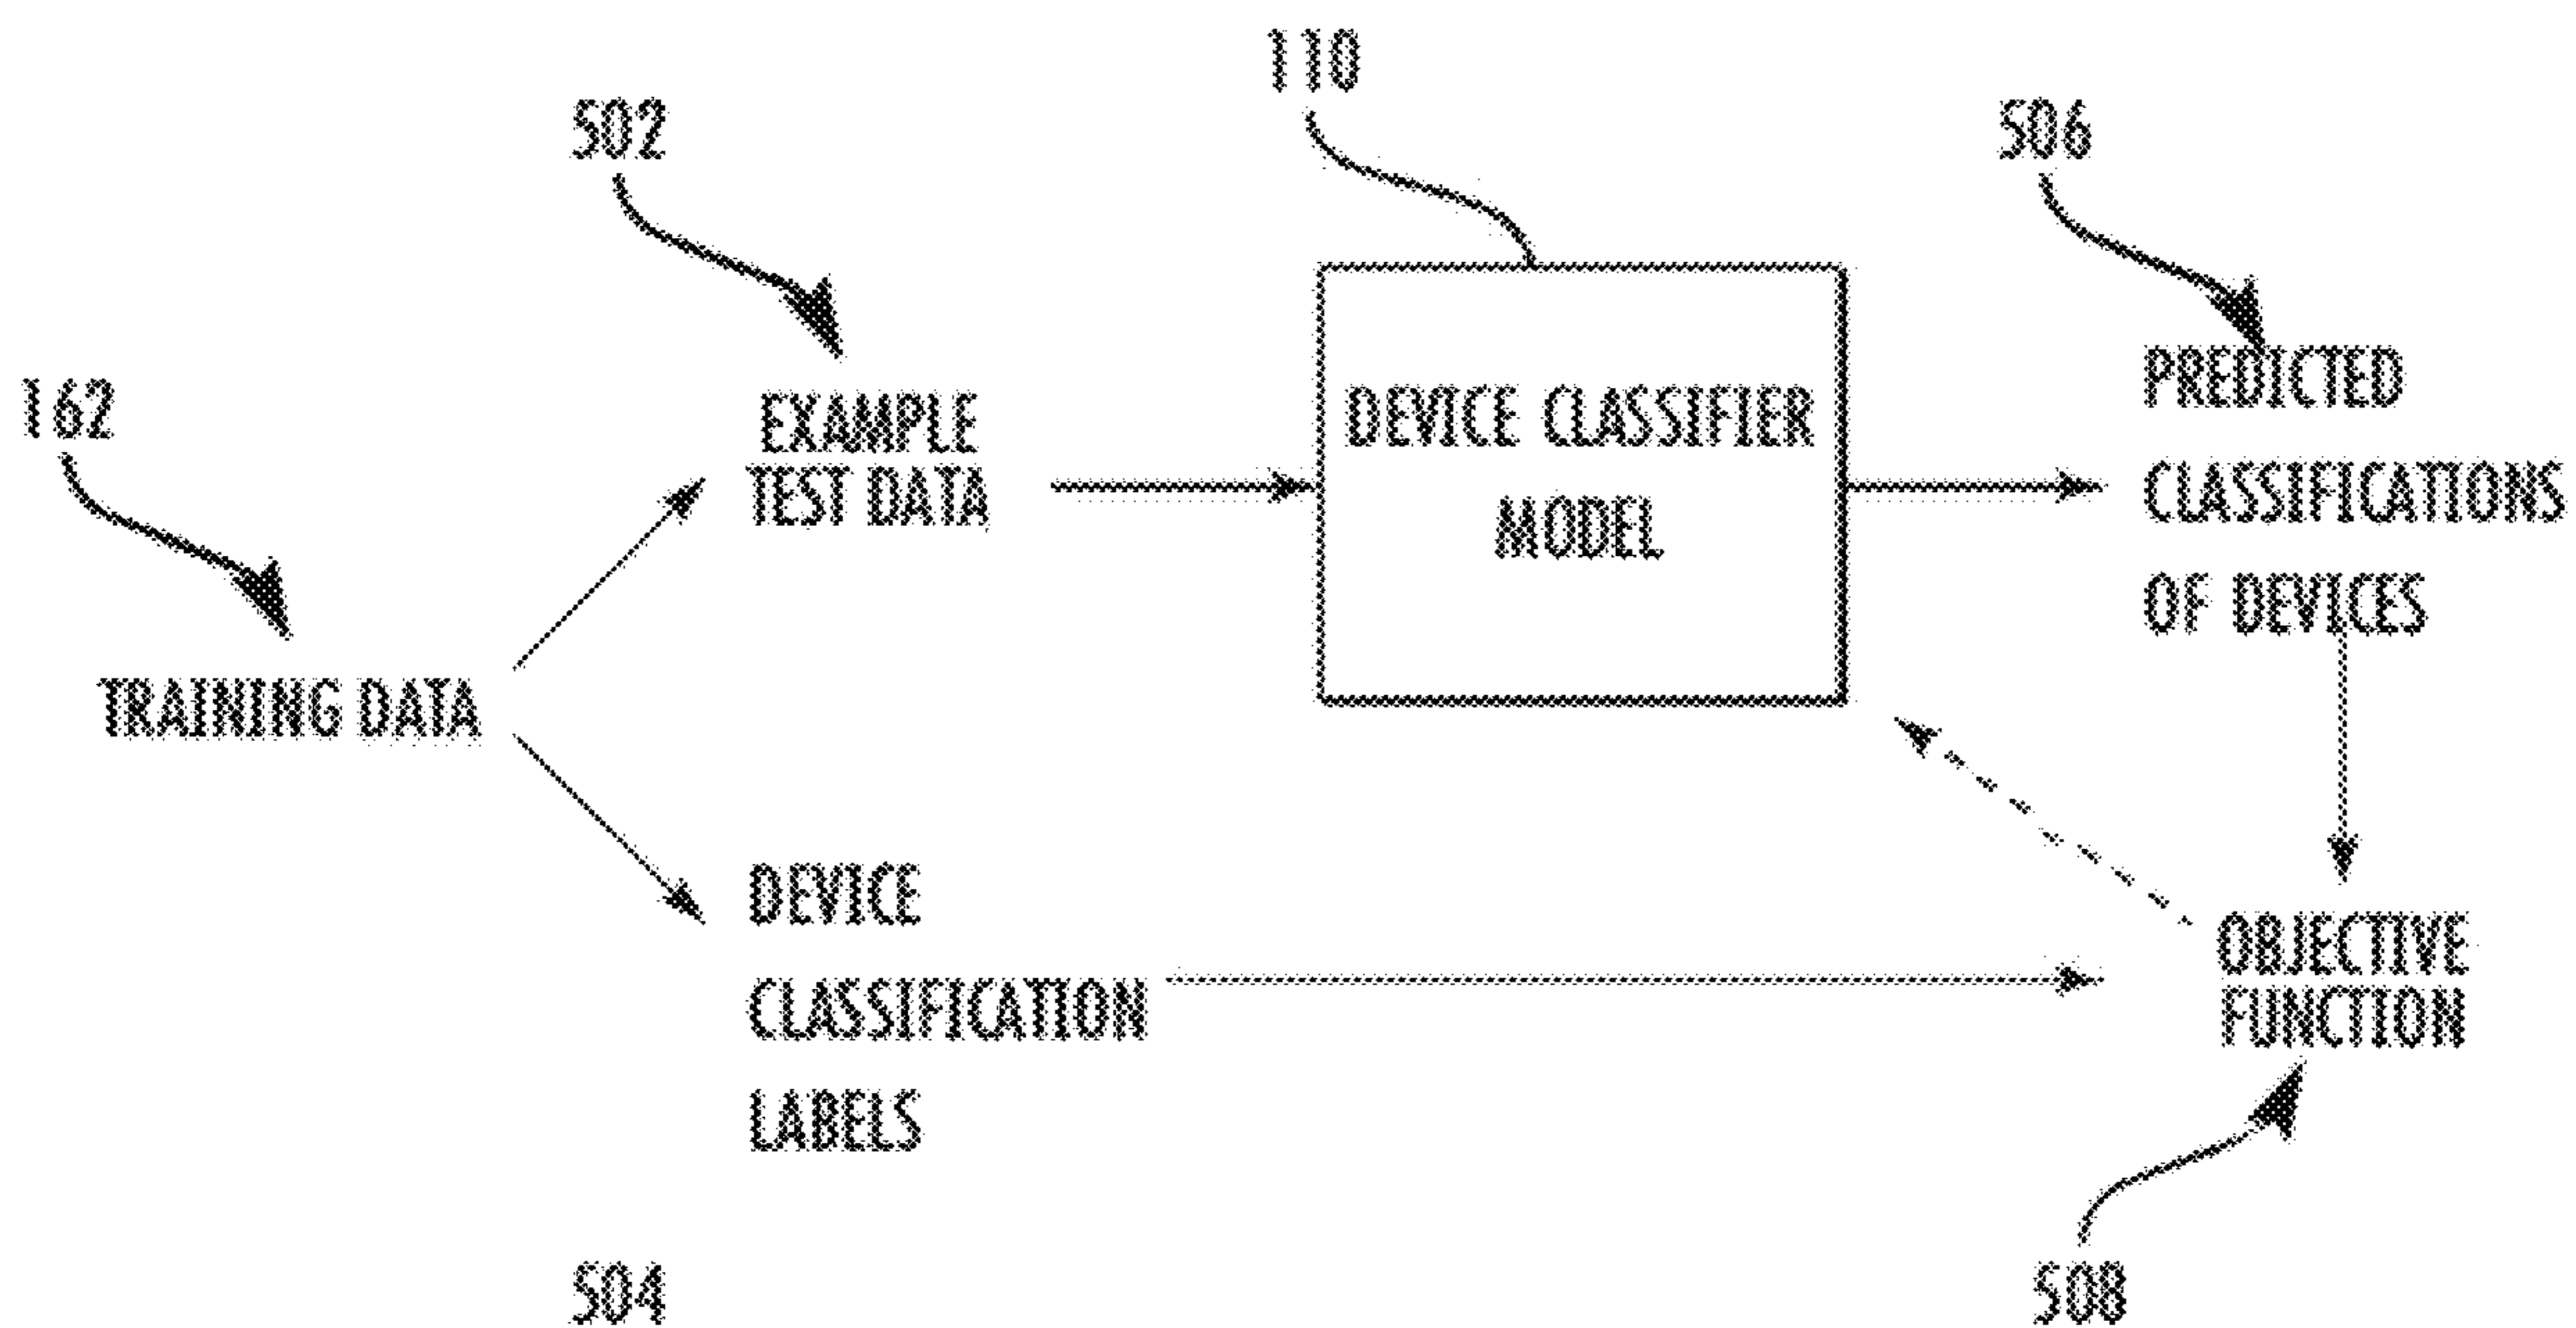 110
502
506
162
EXAMPLE
TEST DATA
DEVICE CLASSIFIER
MODEL
PREDICTED
CLASSIFICATIONS
OF DEVICES
TRAINING DATA
DEVICE
CLASSIFICATION
LABELS
OBJECTIVE
FUNCTION
504
508